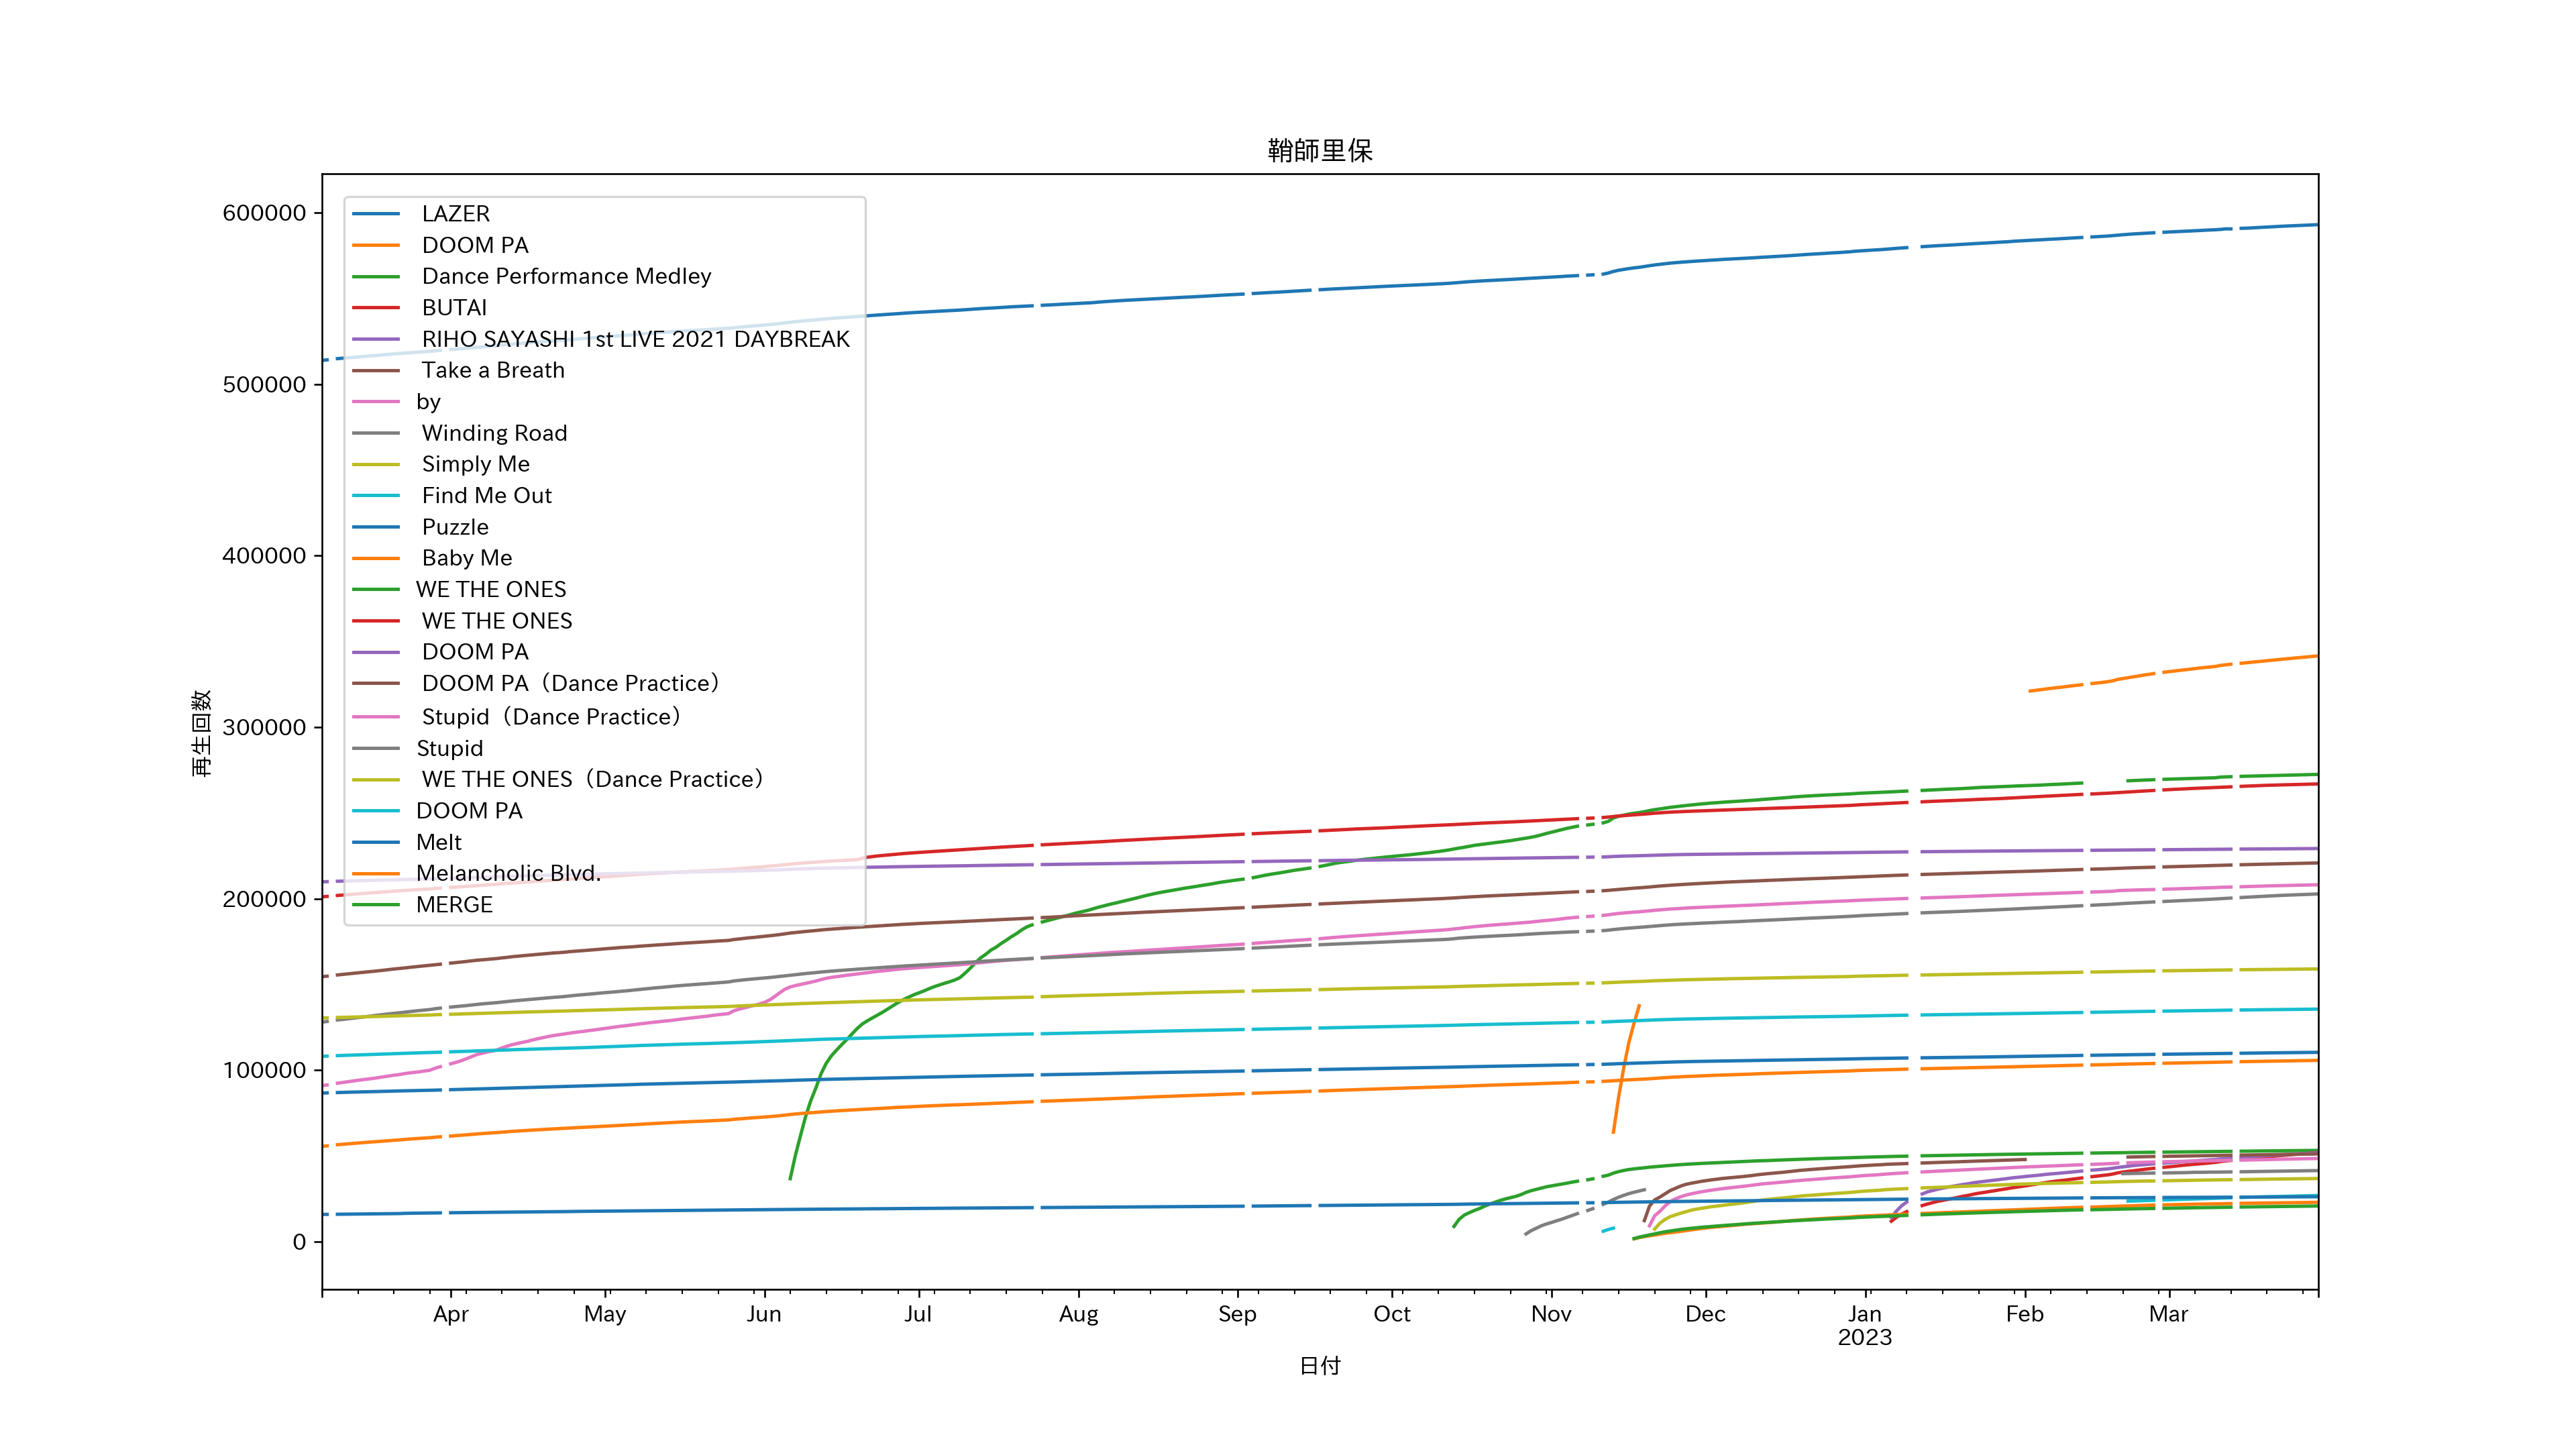 鞘師里保
600000
500000
400000
300000
200000
100000
0
再生回数
LAZER
DOOM PA
Dance Performance Medley
BUTAI
RIHO SAYASHI 1st LIVE 2021 DAYBREAK
Take a Breath
by
Winding Road
Simply Me
Find Me Out
Puzzle
Baby Me
WE THE ONES
WE THE ONES
DOOM PA
DOOM PA（Dance Practice）
Stupid（Dance Practice）
Stupid
WE THE ONES（Dance Practice）
DOOM PA
Melt
Melancholic Blvd.
MERGE
Apr May Jun Jul Aug Sep Oct Nov Dec Jan Feb Mar
2023
日付